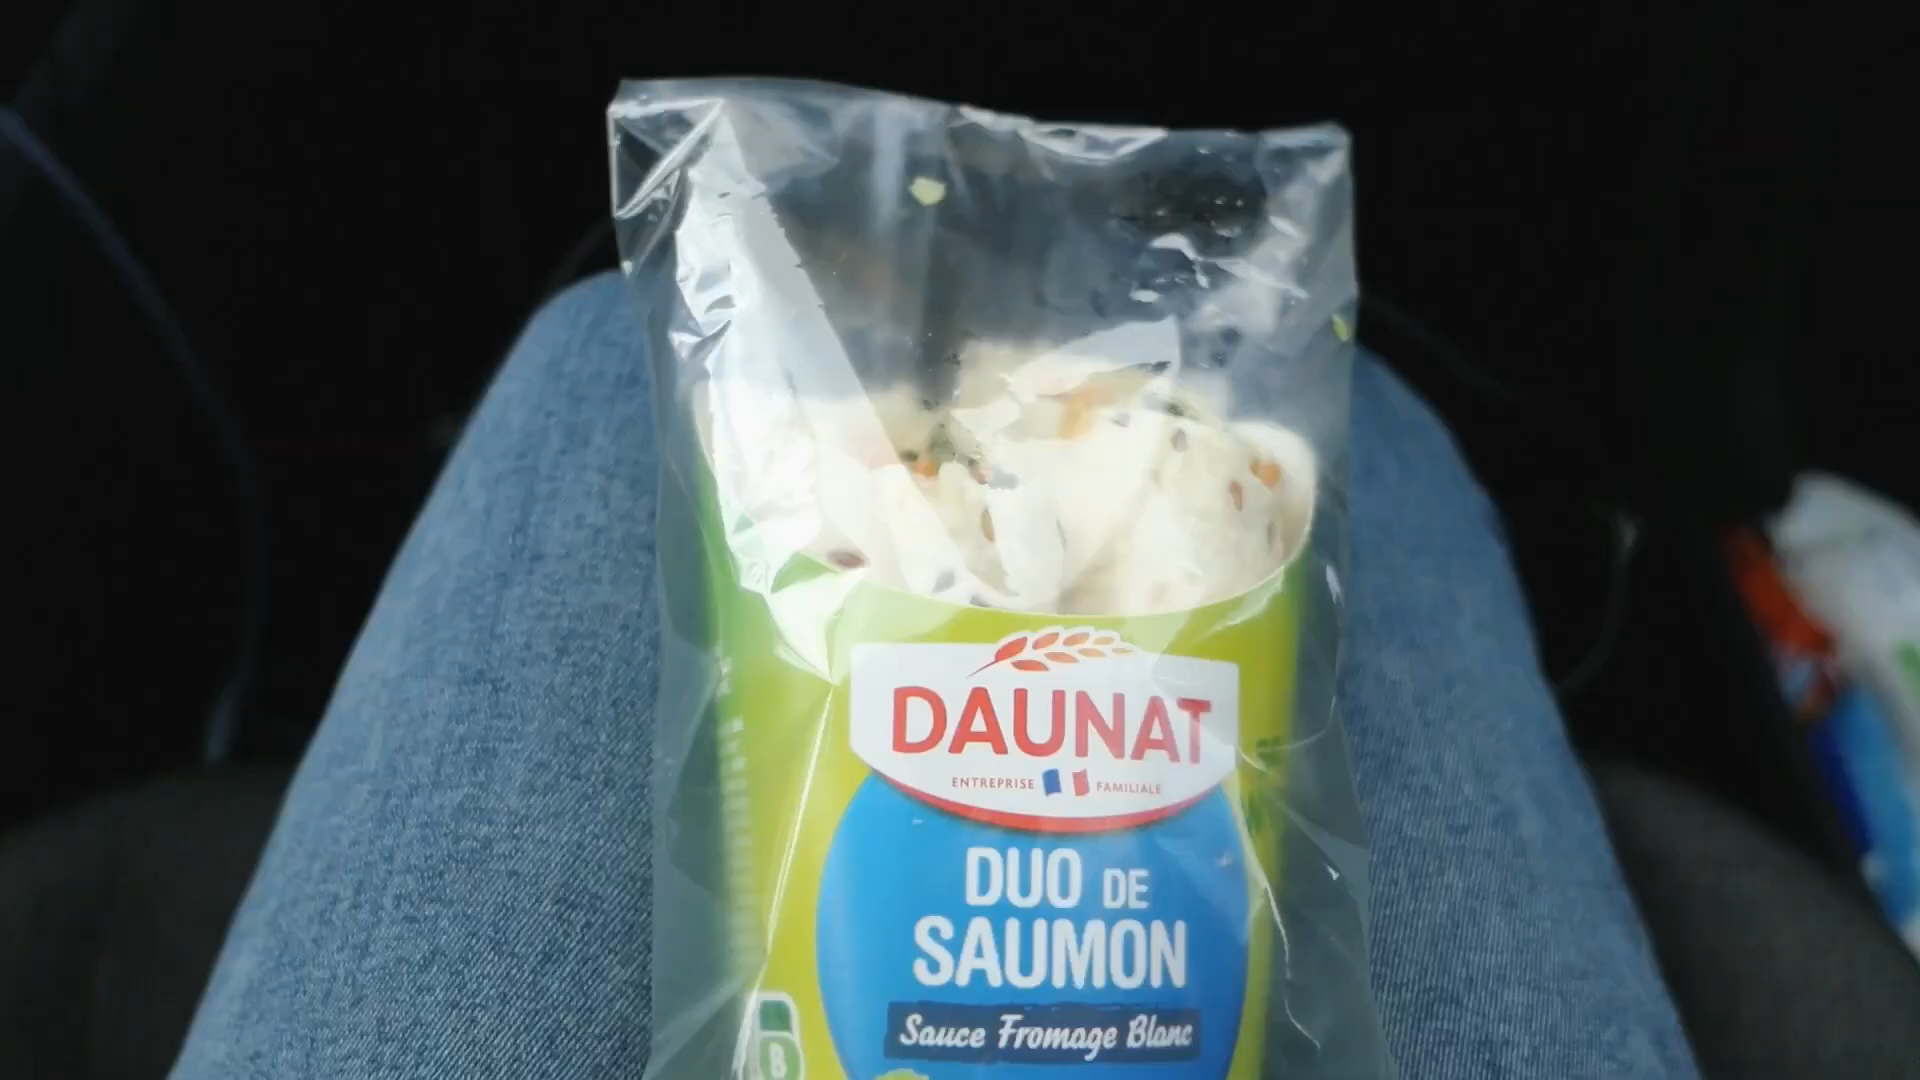 DAUNAT
ENTREPRISE FAMILIALE
DUO DE
SAUMON
Sauce Fromage Blanc
B